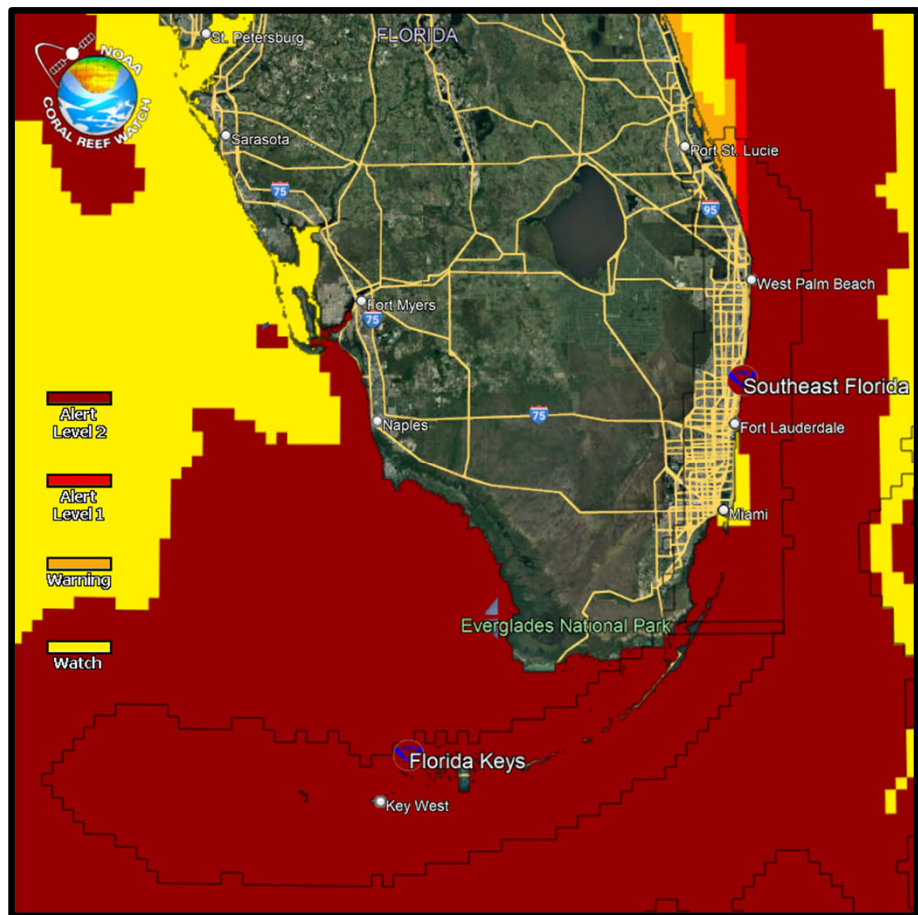 St. Petersburg
FLORIDA
NOAA
CORAL REEF WATCH
Sarasota
Port St. Lucie
75
95
West Palm Beach
Fort Myers
75
Southeast Florida
Alert
Level 2
75
Naples
Fort Lauderdale
Alert
Level 1
Miami
Warning
Everglades National Park
Watch
Florida Keys
Key West